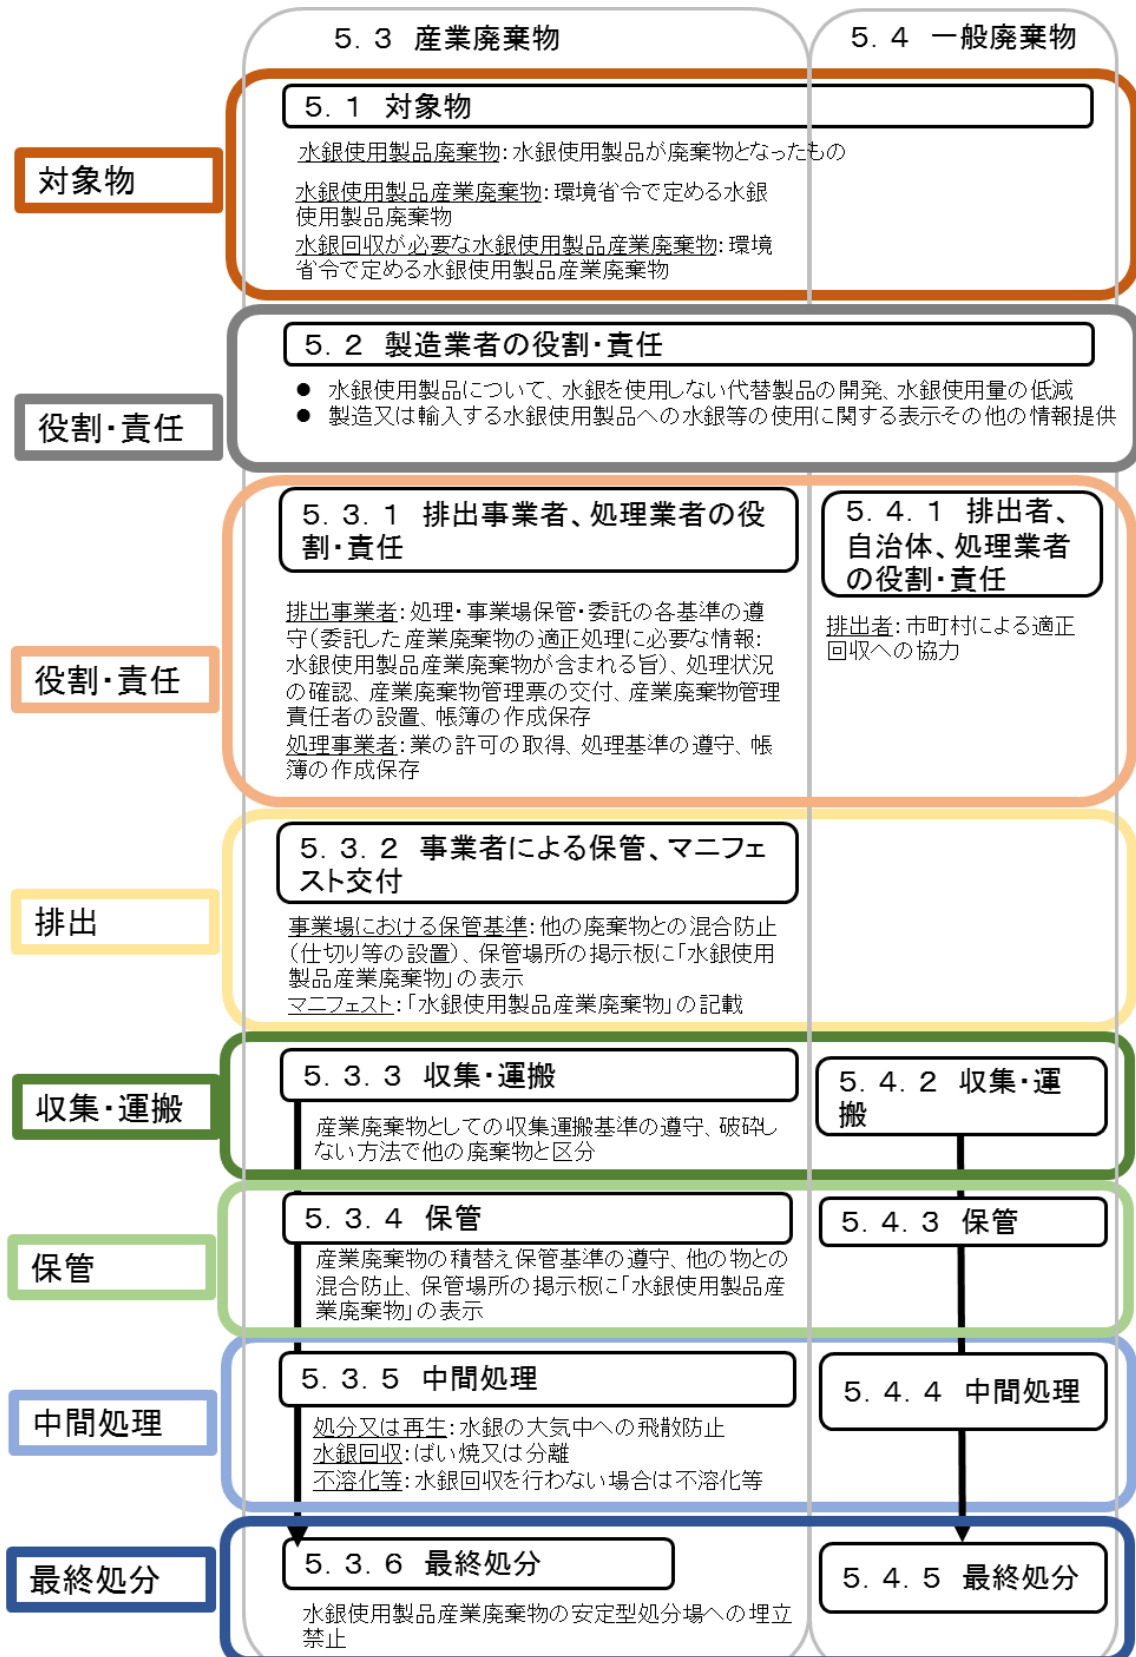 ５．３ 産業廃棄物
５．４ 一般廃棄物
対象物
５．１ 対象物
水銀使用製品廃棄物：水銀使用製品が廃棄物となったもの
水銀使用製品産業廃棄物：環境省令で定める水銀
使用製品廃棄物
水銀回収が必要な水銀使用製品産業廃棄物：環境
省令で定める水銀使用製品産業廃棄物
役割・責任
５．２ 製造業者の役割・責任
● 水銀使用製品について、水銀を使用しない代替製品の開発、水銀使用量の低減
● 製造又は輸入する水銀使用製品への水銀等の使用に関する表示その他の情報提供
役割・責任
５．３．１ 排出事業者、処理業者の役
割・責任
排出事業者：処理・事業場保管・委託の各基準の遵
守（委託した産業廃棄物の適正処理に必要な情報：
水銀使用製品産業廃棄物が含まれる旨）、処理状況
の確認、産業廃棄物管理票の交付、産業廃棄物管理
責任者の設置、帳簿の作成保存
処理事業者：業の許可の取得、処理基準の遵守、帳
簿の作成保存
５．４．１ 排出者、
自治体、処理業者
の役割・責任
排出者：市町村による適正
回収への協力
排出
５．３．２ 事業者による保管、マニフェ
スト交付
事業場における保管基準：他の廃棄物との混合防止
（仕切り等の設置）、保管場所の掲示板に「水銀使用
製品産業廃棄物」の表示
マニフェスト：「水銀使用製品産業廃棄物」の記載
収集・運搬
５．３．３ 収集・運搬
産業廃棄物としての収集運搬基準の遵守、破砕し
ない方法で他の廃棄物と区分
５．４．２ 収集・運
搬
保管
５．３．４ 保管
産業廃棄物の積替え保管基準の遵守、他の物との
混合防止、保管場所の掲示板に「水銀使用製品産
業廃棄物」の表示
５．４．３ 保管
中間処理
５．３．５ 中間処理
処分又は再生：水銀の大気中への飛散防止
水銀回収：ばい焼又は分離
不溶化等：水銀回収を行わない場合は不溶化等
５．４．４ 中間処理
最終処分
５．３．６ 最終処分
水銀使用製品産業廃棄物の安定型処分場への埋立
禁止
５．４．５ 最終処分